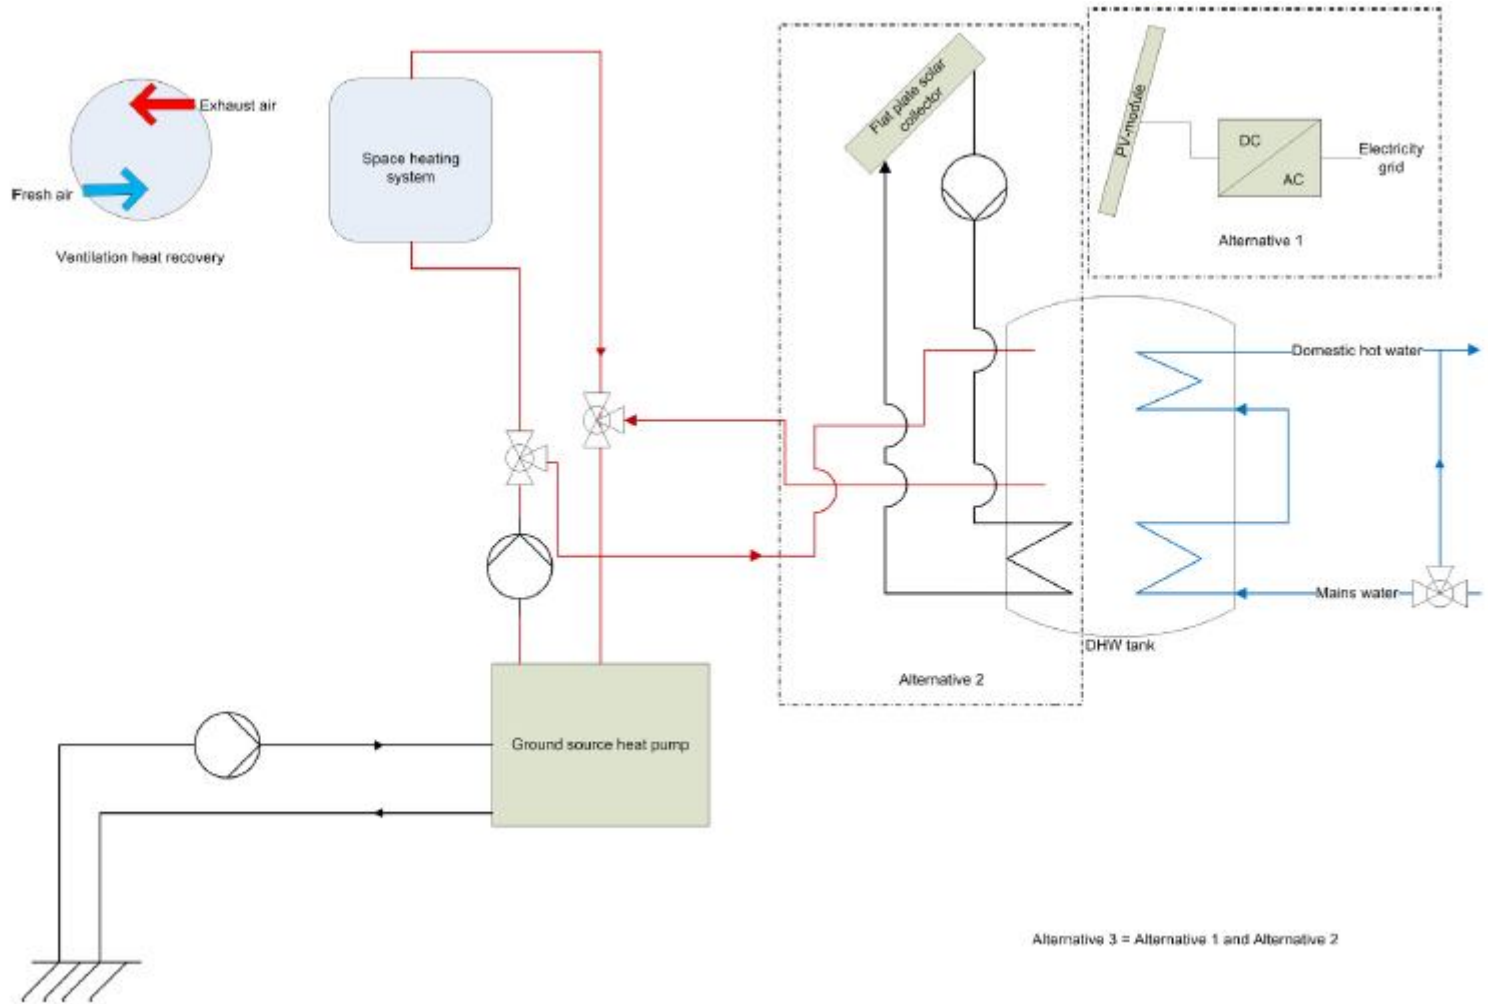 Exhaust air
Fresh air
Ventilation heat recovery
Space heating
system
Flat plate solar
collector
PV-module
DC
AC
Electricity
grid
Alternative 1
Domestic hot water
Mains water
DHW tank
Alternative 2
Ground source heat pump
Alternative 3 = Alternative 1 and Alternative 2